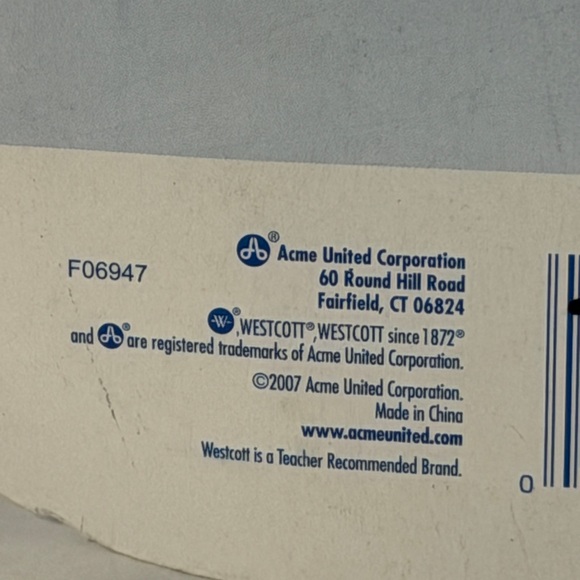 Acme United Corporation
60 Round Hill Road
Fairfield, CT 06824
F06947
W ®, WESTCOTT®, WESTCOTT since 1872®
and ® are registered trademarks of Acme United Corporation.
©2007 Acme United Corporation.
Made in China
www.acmeunited.com
Westcott is a Teacher Recommended Brand.
0